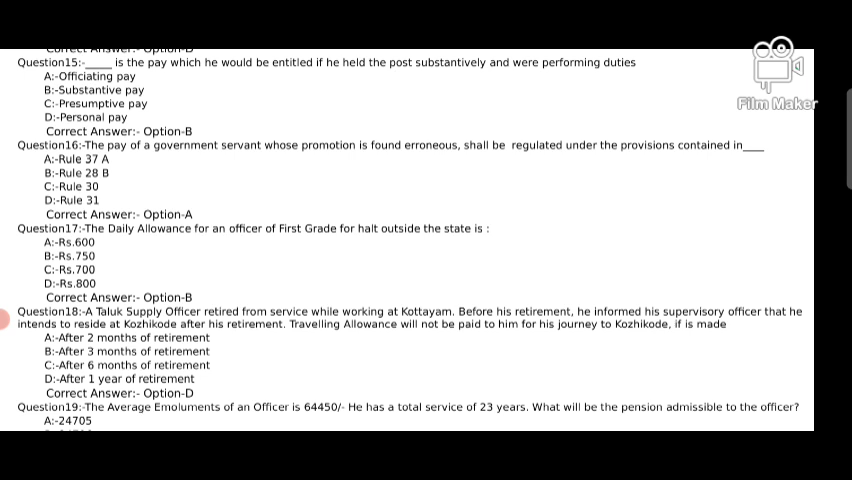 Correct Answer:- Option-D
Question15:-_____ is the pay which he would be entitled if he held the post substantively and were performing duties
A:-Officiating pay
B:-Substantive pay
C:-Presumptive pay
D:-Personal pay
Correct Answer:- Option-B
Question16:-The pay of a government servant whose promotion is found erroneous, shall be regulated under the provisions contained in____
A:-Rule 37 A
B:-Rule 28 B
C:-Rule 30
D:-Rule 31
Correct Answer:- Option-A
Question17:-The Daily Allowance for an officer of First Grade for halt outside the state is :
A:-Rs.600
B:-Rs.750
C:-Rs.700
D:-Rs.800
Correct Answer:- Option-B
Question18:-A Taluk Supply Officer retired from service while working at Kottayam. Before his retirement, he informed his supervisory officer that he
intends to reside at Kozhikode after his retirement. Travelling Allowance will not be paid to him for his journey to Kozhikode, if is made
A:-After 2 months of retirement
B:-After 3 months of retirement
C:-After 6 months of retirement
D:-After 1 year of retirement
Correct Answer:- Option-D
Question19:-The Average Emoluments of an Officer is 64450/- He has a total service of 23 years. What will be the pension admissible to the officer?
A:-24705
Film Maker